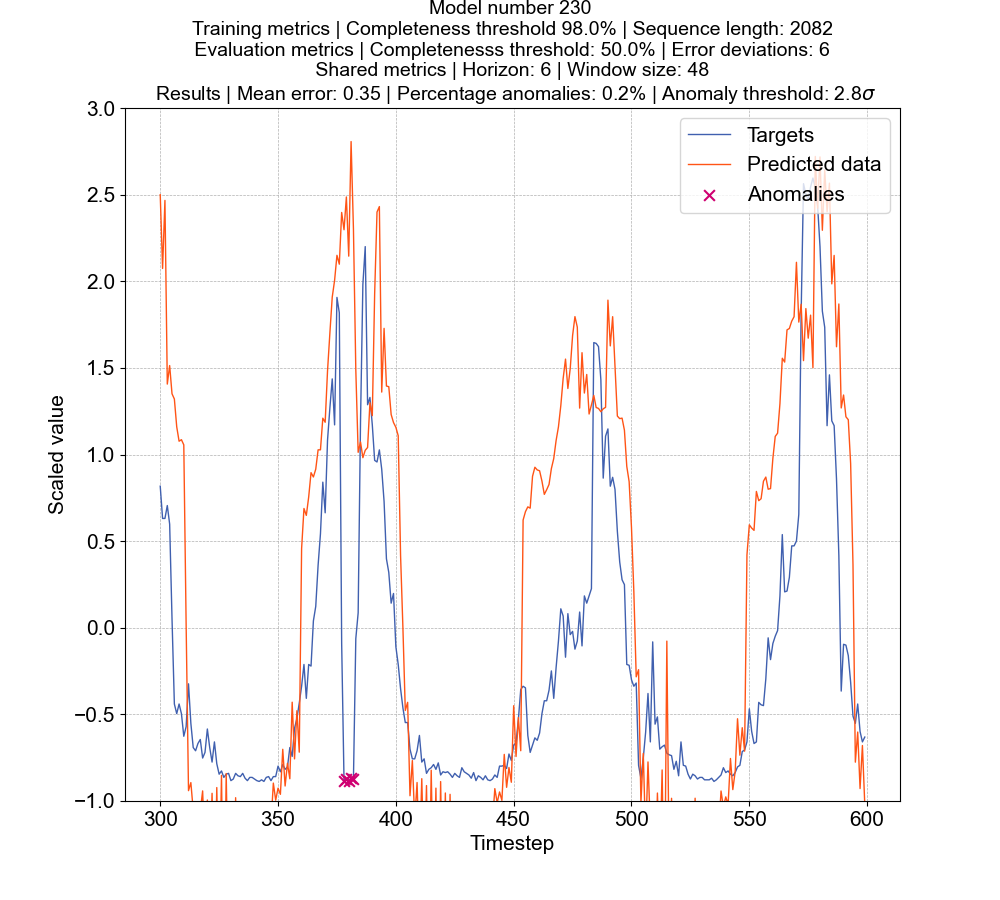 Model number 230
Training metrics | Completeness threshold 98.0% | Sequence length: 2082
Evaluation metrics | Completenesss threshold: 50.0% | Error deviations: 6
Shared metrics | Horizon: 6 | Window size: 48
Results | Mean error: 0.35 | Percentage anomalies: 0.2% | Anomaly threshold: 2.8σ
3.0
2.5
2.0
1.5
1.0
0.5
0.0
−0.5
−1.0
Scaled value
Targets
Predicted data
Anomalies
300
350
400
450
500
550
600
Timestep